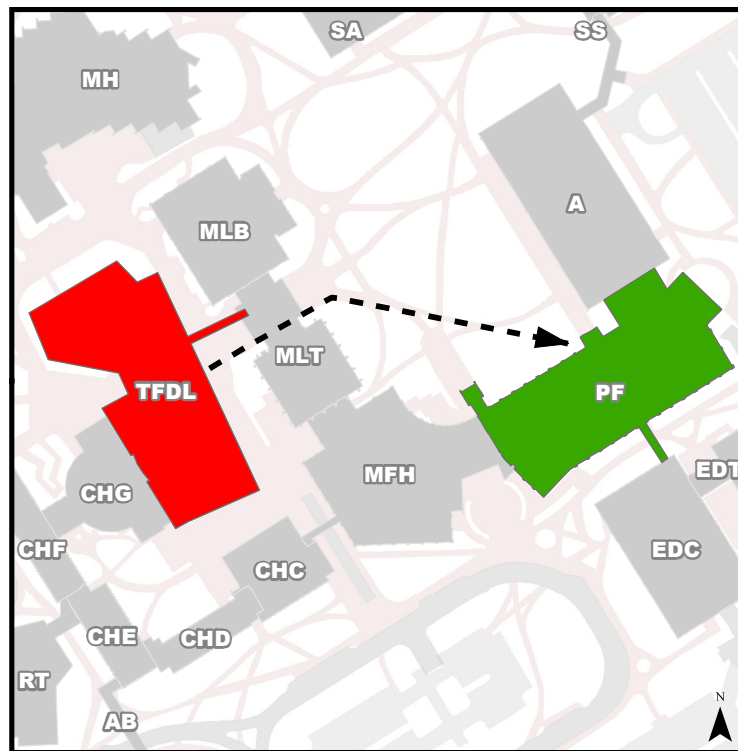 SA
SS
MH
A
MLB
MLT
TFDL
PF
MFH
EDT
CHG
CHF
EDC
CHC
CHE
CHD
RT
N
AB